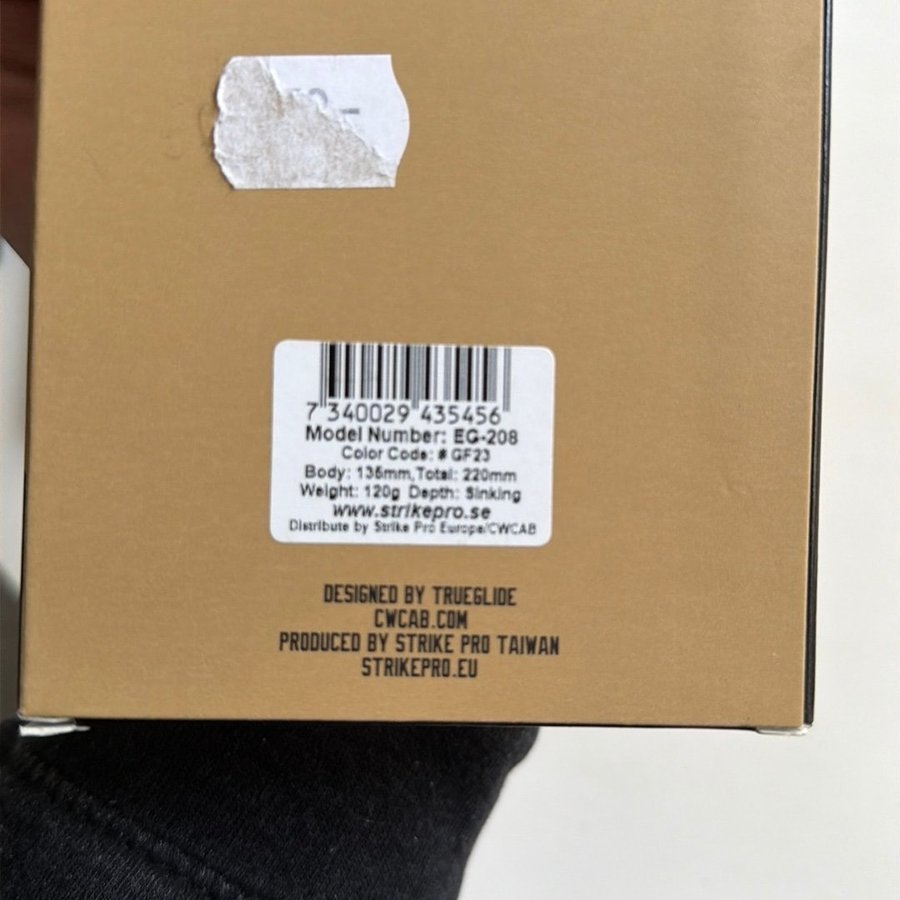 7 340029 435456
Model Number: EG-208
Color Code: # GF23
Body: 135mm,Total: 220mm
Weight: 120g Depth: Sinking
www.strikepro.se
Distribute by Strike Pro Europe/CWCAB
DESIGNED BY TRUEGLIDE
CWCAB.COM
PRODUCED BY STRIKE PRO TAIWAN
STRIKEPRO.EU